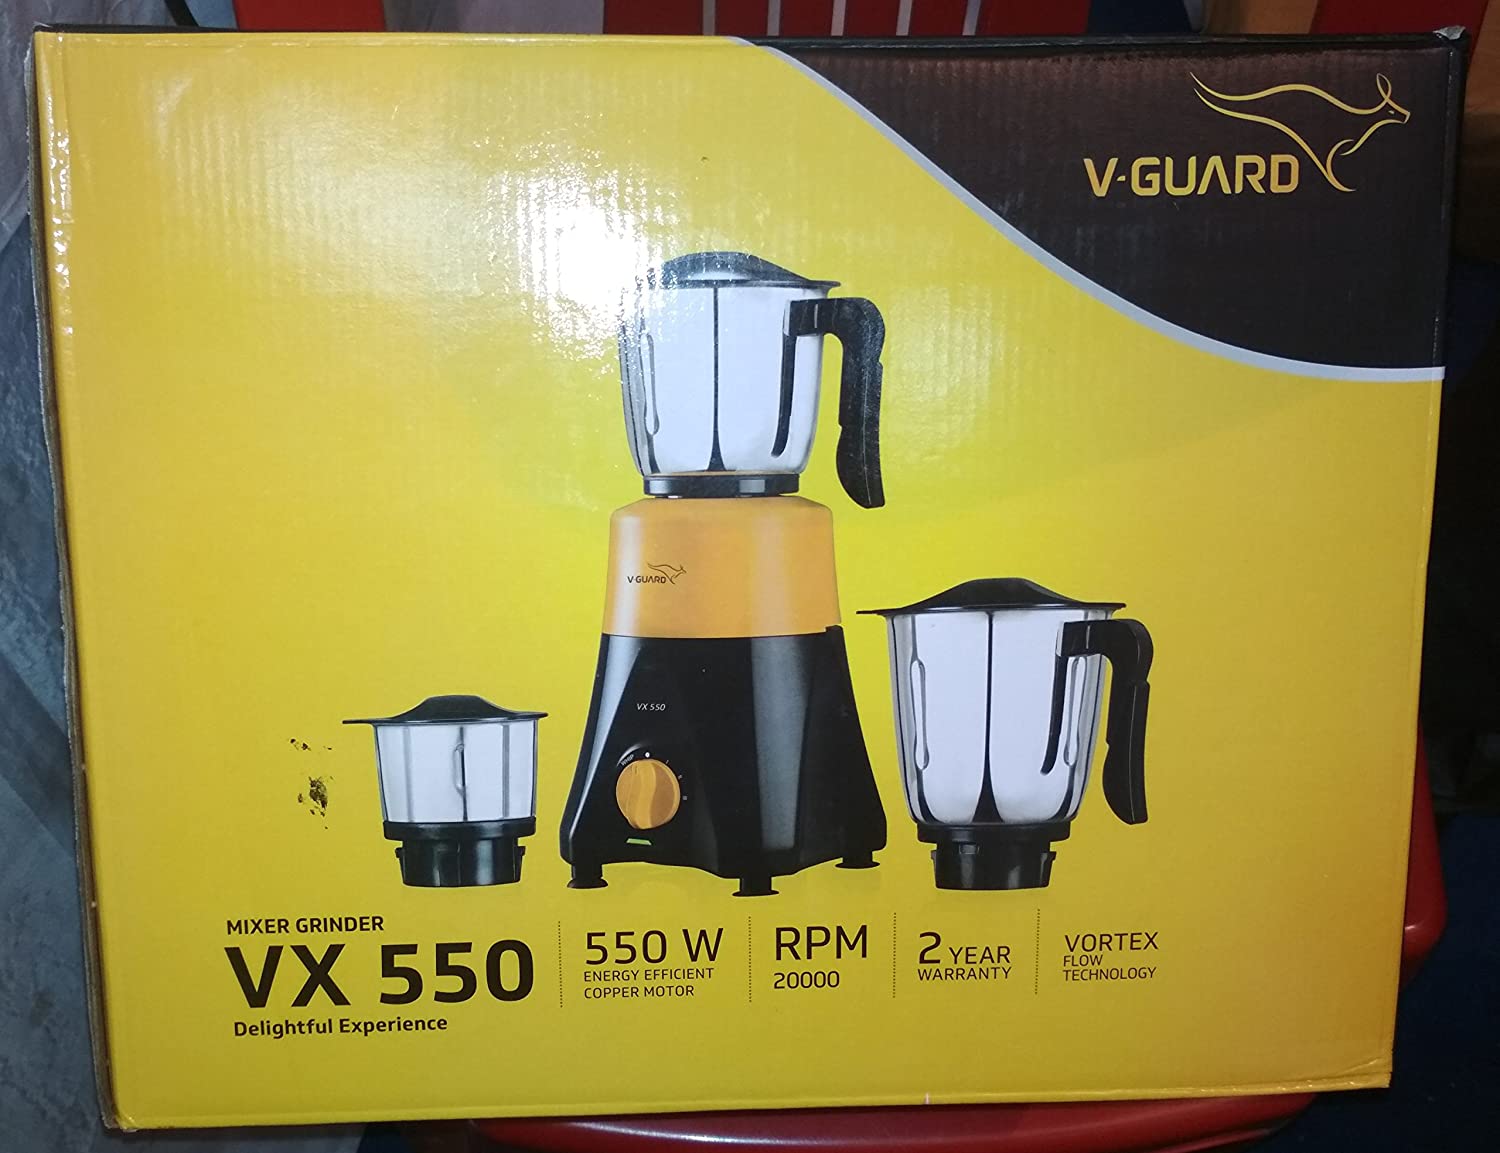 V-GUARD
V-GUARD
VX 550
MIXER GRINDER
VX 550
Delightful Experience
550 W
ENERGY EFFICIENT
COPPER MOTOR
RPM
20000
2 YEAR
WARRANTY
VORTEX
FLOW
TECHNOLOGY